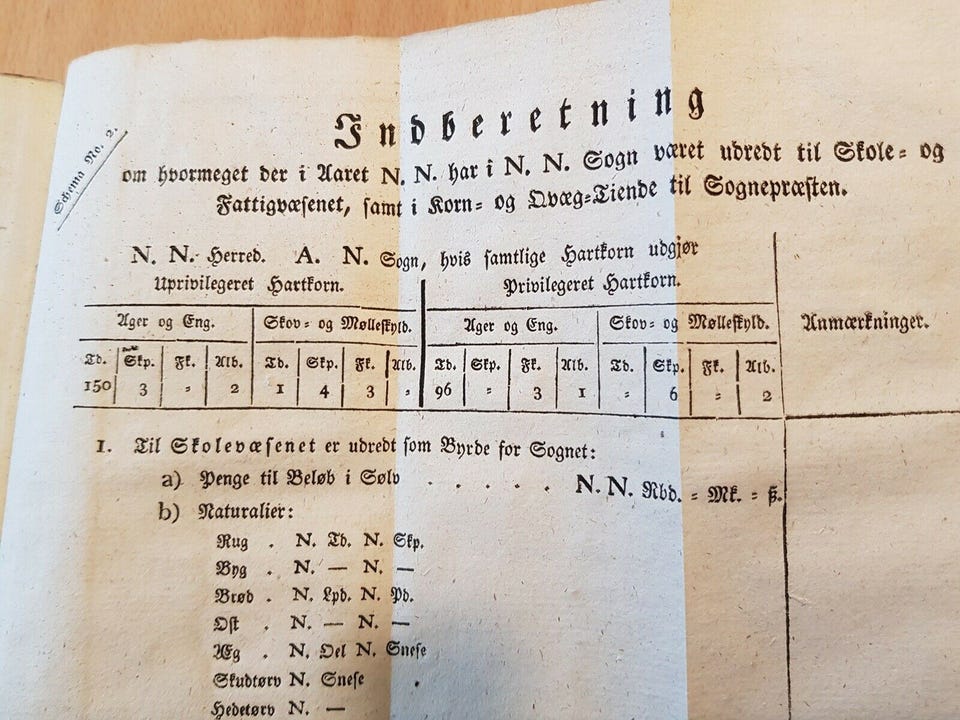 Schema No. 2.
Indberetning
om hvormeget der i Aaret N. N. har i N. N. Sogn været udredt til Skole= og
Fattigvæsenet, samt i Korn= og Qvæg=Tiende til Sognepræsten.
N. N. Herred. A. N. Sogn, hvis samtlige Hartkorn udgjør
Uprivilegeret Hartkorn. Privilegeret Hartkorn.
Ager og Eng. Skov= og Mølleskyld. Ager og Eng. Skov= og Mølleskyld. Anmærkninger.
Td. Skp. Fk. Alb. Td. Skp. Fk. Alb. Td. Skp. Fk. Alb. Td. Skp. Fk. Alb.
150 3 = 2 1 4 3 = 96 = 3 1 = 6 = 2
1. Til Skolevæsenet er udredt som Byrde for Sognet:
a) Penge til Beløb i Sølv . . . . . . N. N. Rbd. = Mk. = ß.
b) Naturalier:
Rug . N. Td. N. Skp.
Byg . N. — N. —
Brød . N. Lpd. N. Pd.
Ost . N. — N. —
Æg . N. Ool N. Snese
Skudtørv N. Snese .
Hedetørv N. —